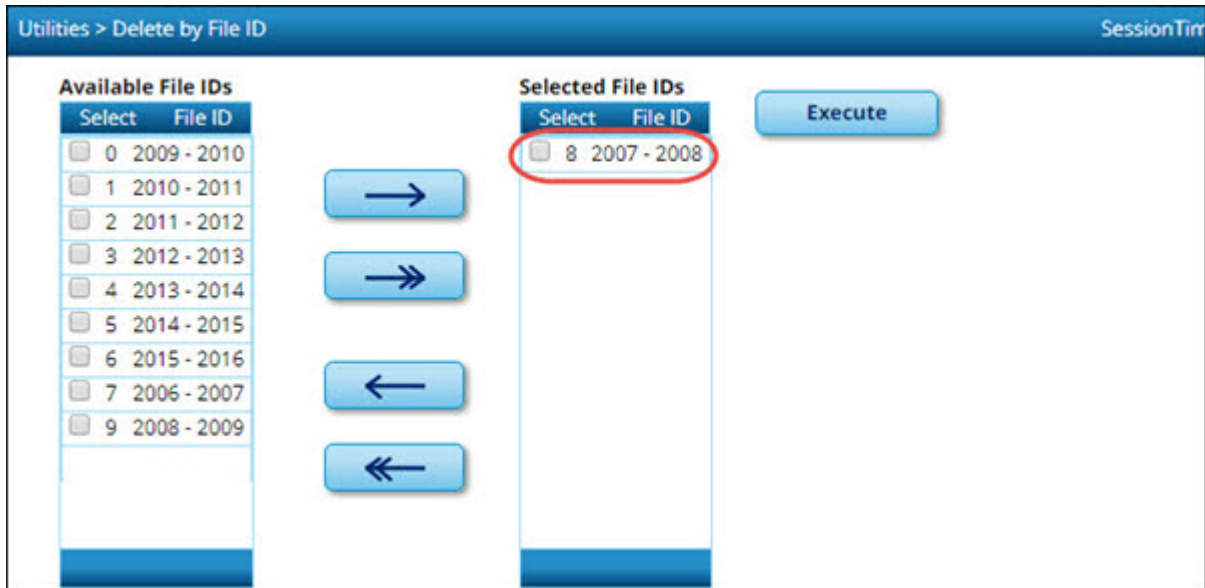 Utilities > Delete by File ID
SessionTim
Available File IDs
Select File ID
0 2009 - 2010
1 2010 - 2011
2 2011 - 2012
3 2012 - 2013
4 2013 - 2014
5 2014 - 2015
6 2015 - 2016
7 2006 - 2007
9 2008 - 2009
Selected File IDs
Select File ID
8 2007 - 2008
Execute